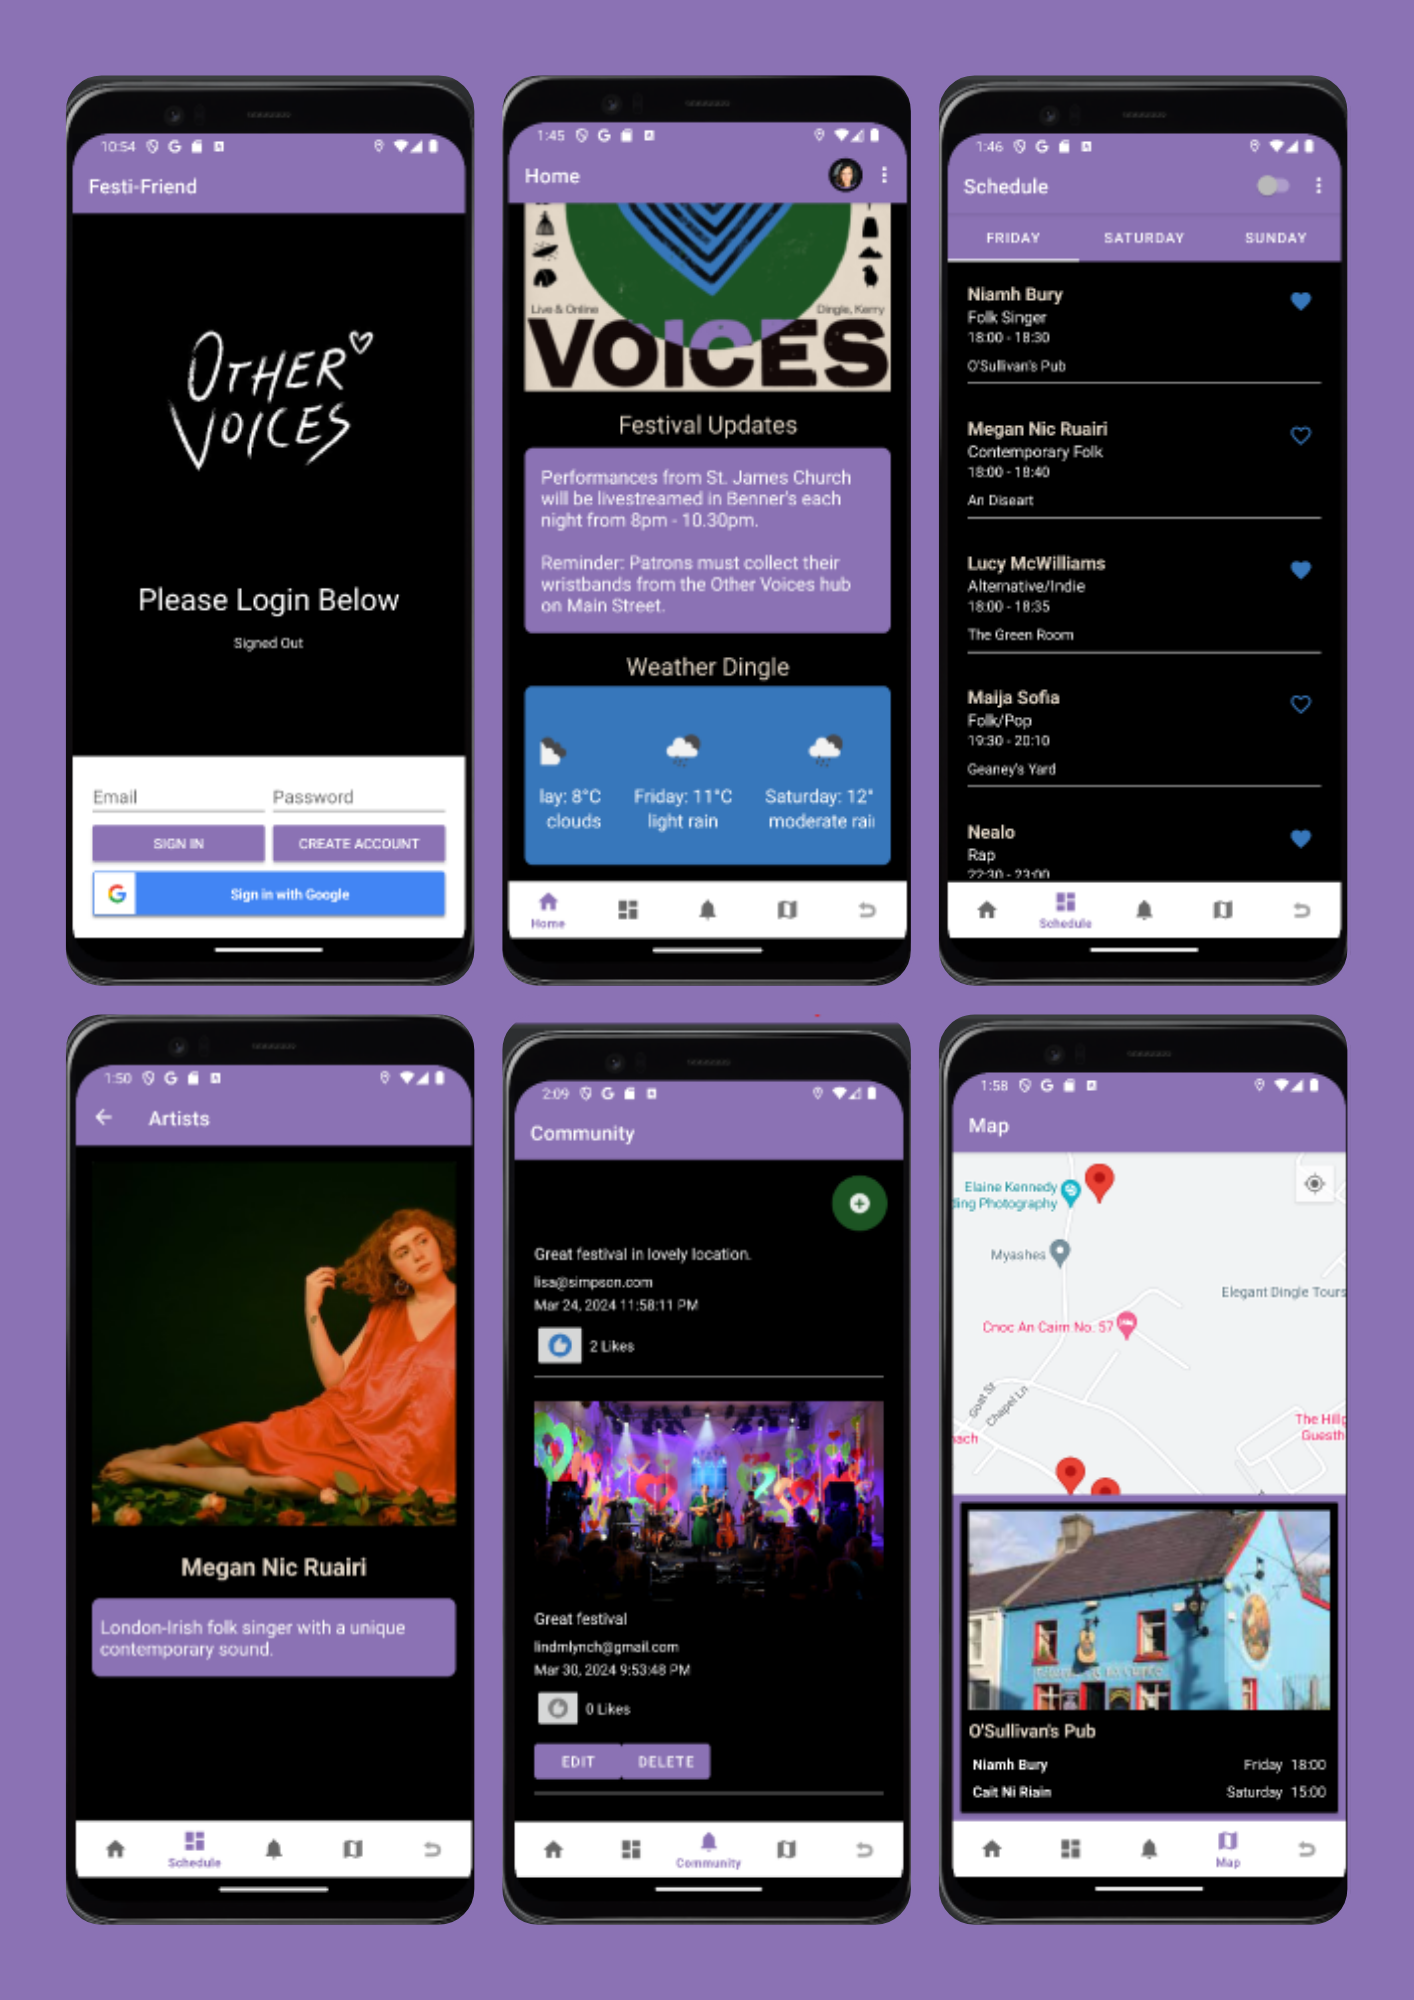 10:54
Festi-Friend
OTHER
VOICES
Please Login Below
Signed Out
Email
Password
SIGN IN
CREATE ACCOUNT
Sign in with Google
1:45
Home
Live & Online
Dingle, Kerry
VOICES
Festival Updates
Performances from St. James Church
will be livestreamed in Benner's each
night from 8pm - 10.30pm.
Reminder: Patrons must collect their
wristbands from the Other Voices hub
on Main Street.
Weather Dingle
lay: 8°C
clouds
Friday: 11°C
light rain
Saturday: 12°
moderate rai
Home
1:46
Schedule
FRIDAY
SATURDAY
SUNDAY
Niamh Bury
Folk Singer
18:00 - 18:30
O'Sullivan's Pub
Megan Nic Ruairi
Contemporary Folk
18:00 - 18:40
An Diseart
Lucy McWilliams
Alternative/Indie
18:00 - 18:35
The Green Room
Maija Sofia
Folk/Pop
19:30 - 20:10
Geaney's Yard
Nealo
Rap
22:30 - 23:00
Schedule
1:50
Artists
Megan Nic Ruairi
London-Irish folk singer with a unique
contemporary sound.
Schedule
2:09
Community
Great festival in lovely location.
lisa@simpson.com
Mar 24, 2024 11:58:11 PM
2 Likes
Great festival
lindmlynch@gmail.com
Mar 30, 2024 9:53:48 PM
0 Likes
EDIT
DELETE
Community
1:58
Map
Elaine Kennedy
ding Photography
Myashes
Elegant Dingle Tours
Cnoc An Cairn No. 57
Goat St
Chapel Ln
The Hillg
Guesth
ach
O'Sullivan's Pub
Niamh Bury
Friday 18:00
Cait Ni Riain
Saturday 15:00
Map